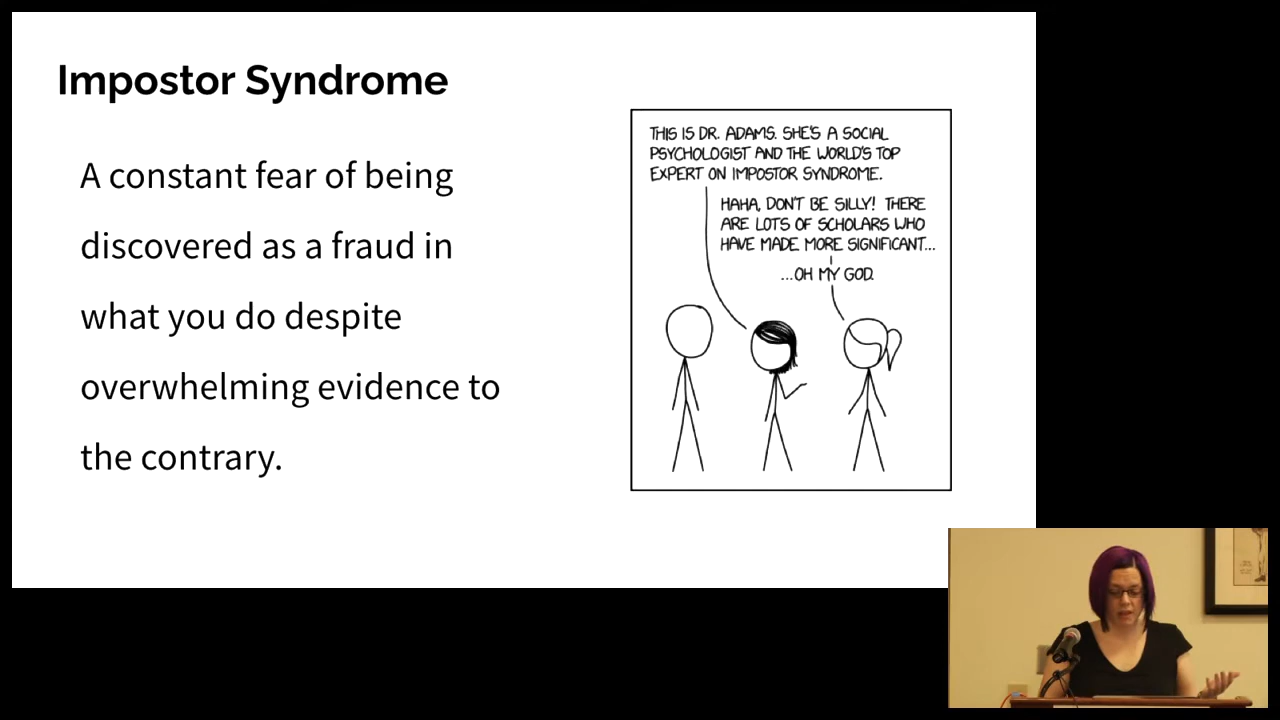 Impostor Syndrome
A constant fear of being
discovered as a fraud in
what you do despite
overwhelming evidence to
the contrary.
THIS IS DR. ADAMS. SHE'S A SOCIAL
PSYCHOLOGIST AND THE WORLD'S TOP
EXPERT ON IMPOSTOR SYNDROME.
HAHA, DON'T BE SILLY! THERE
ARE LOTS OF SCHOLARS WHO
HAVE MADE MORE SIGNIFICANT...
...OH MY GOD.